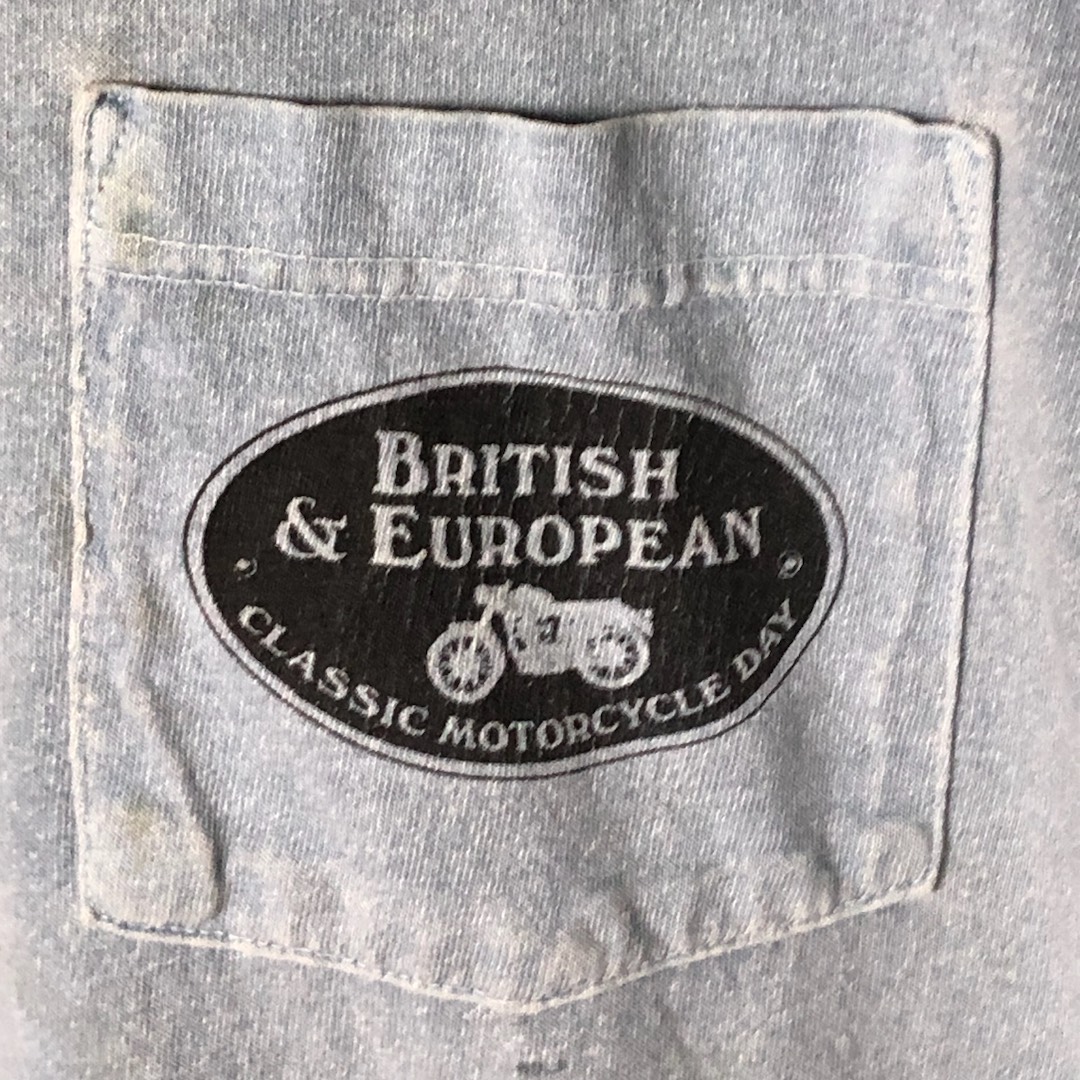 BRITISH
& EUROPEAN
CLASSIC MOTORCYCLE DAY